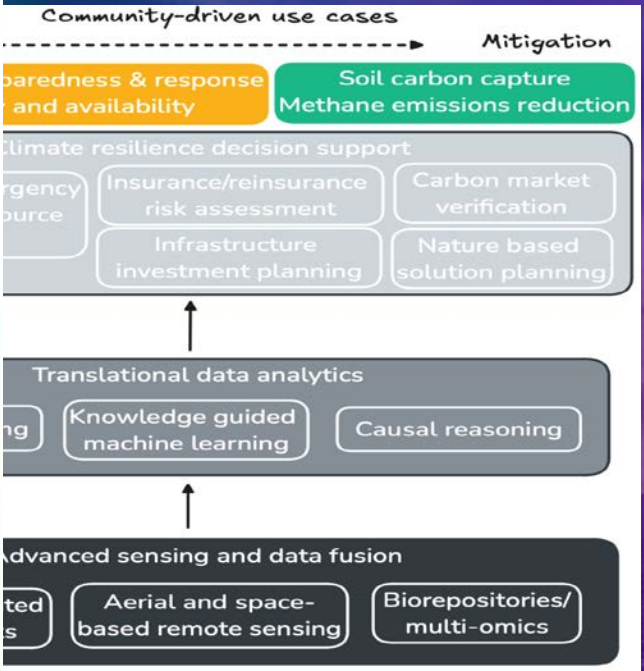 Community-driven use cases
Mitigation
paredness & response
and availability
Soil carbon capture
Methane emissions reduction
Climate resilience decision support
rgency
ource
Insurance/reinsurance
risk assessment
Carbon market
verification
Infrastructure
investment planning
Nature based
solution planning
Translational data analytics
ng
Knowledge guided
machine learning
Causal reasoning
Advanced sensing and data fusion
ted
s
Aerial and space-
based remote sensing
Biorepositories/
multi-omics